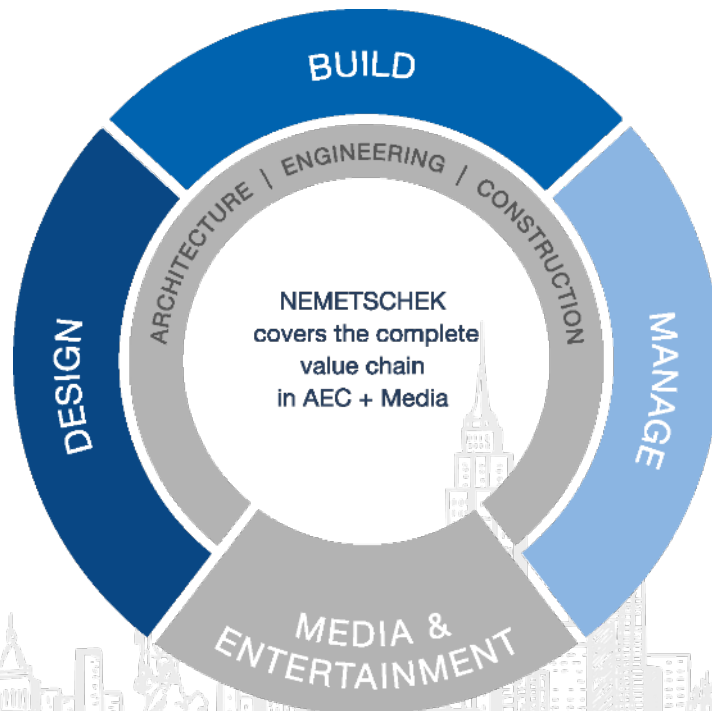 BUILD
ARCHITECTURE | ENGINEERING | CONSTRUCTION
DESIGN
NEMETSCHEK
covers the complete
value chain
in AEC + Media
MANAGE
MEDIA &
ENTERTAINMENT